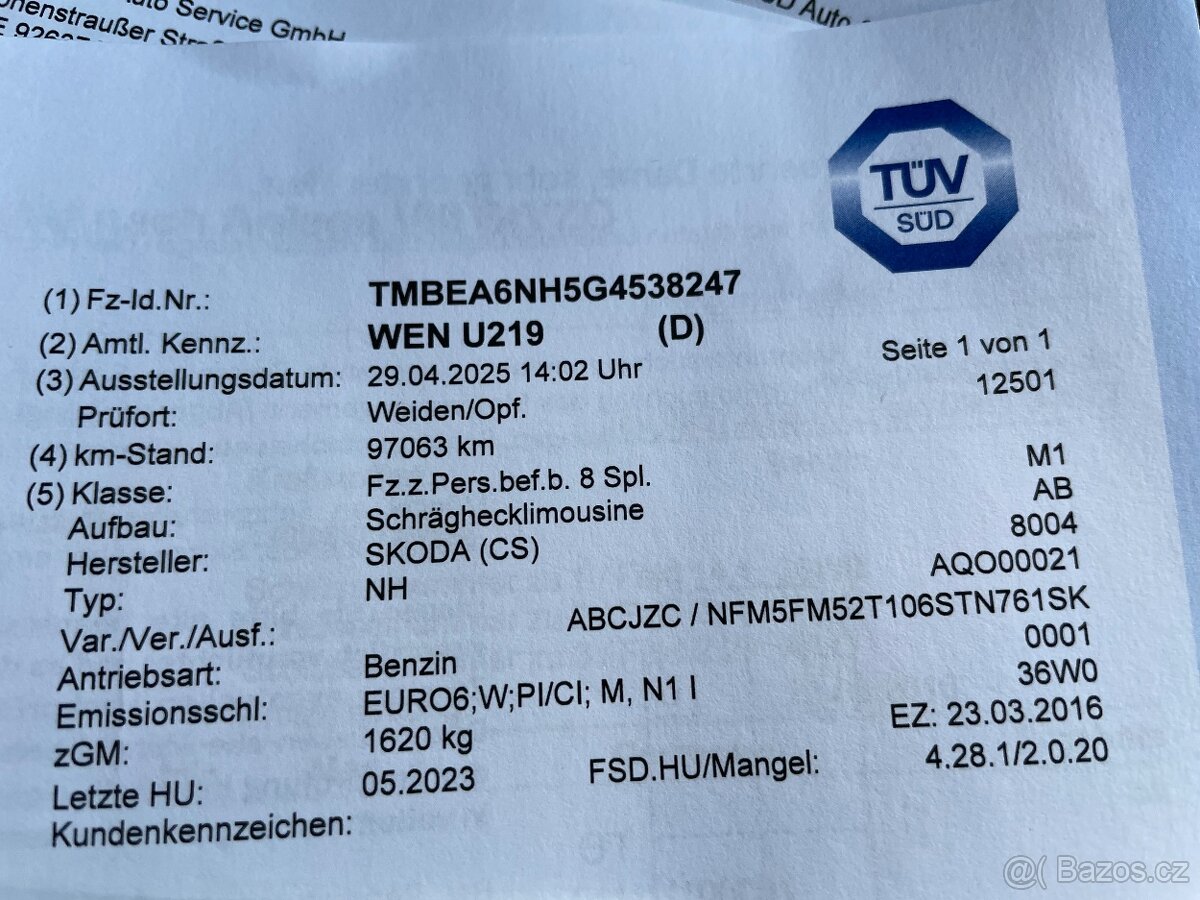 Auto Service GmbH
Auto
TÜV
SÜD
(1) Fz-Id.Nr.: TMBEA6NH5G4538247
(2) Amtl. Kennz.: WEN U219 (D)
(3) Ausstellungsdatum: 29.04.2025 14:02 Uhr Seite 1 von 1
Prüfort: Weiden/Opf. 12501
(4) km-Stand: 97063 km
(5) Klasse: Fz.z.Pers.bef.b. 8 Spl. M1
Aufbau: Schräghecklimousine AB
Hersteller: SKODA (CS) 8004
Typ: NH AQO00021
Var./Ver./Ausf.: ABCJZC / NFM5FM52T106STN761SK
Antriebsart: Benzin 0001
Emissionsschl: EURO6;W;PI/CI; M, N1 I 36W0
zGM: 1620 kg EZ: 23.03.2016
Letzte HU: 05.2023 FSD.HU/Mangel: 4.28.1/2.0.20
Kundenkennzeichen:
@( Bazos.cz